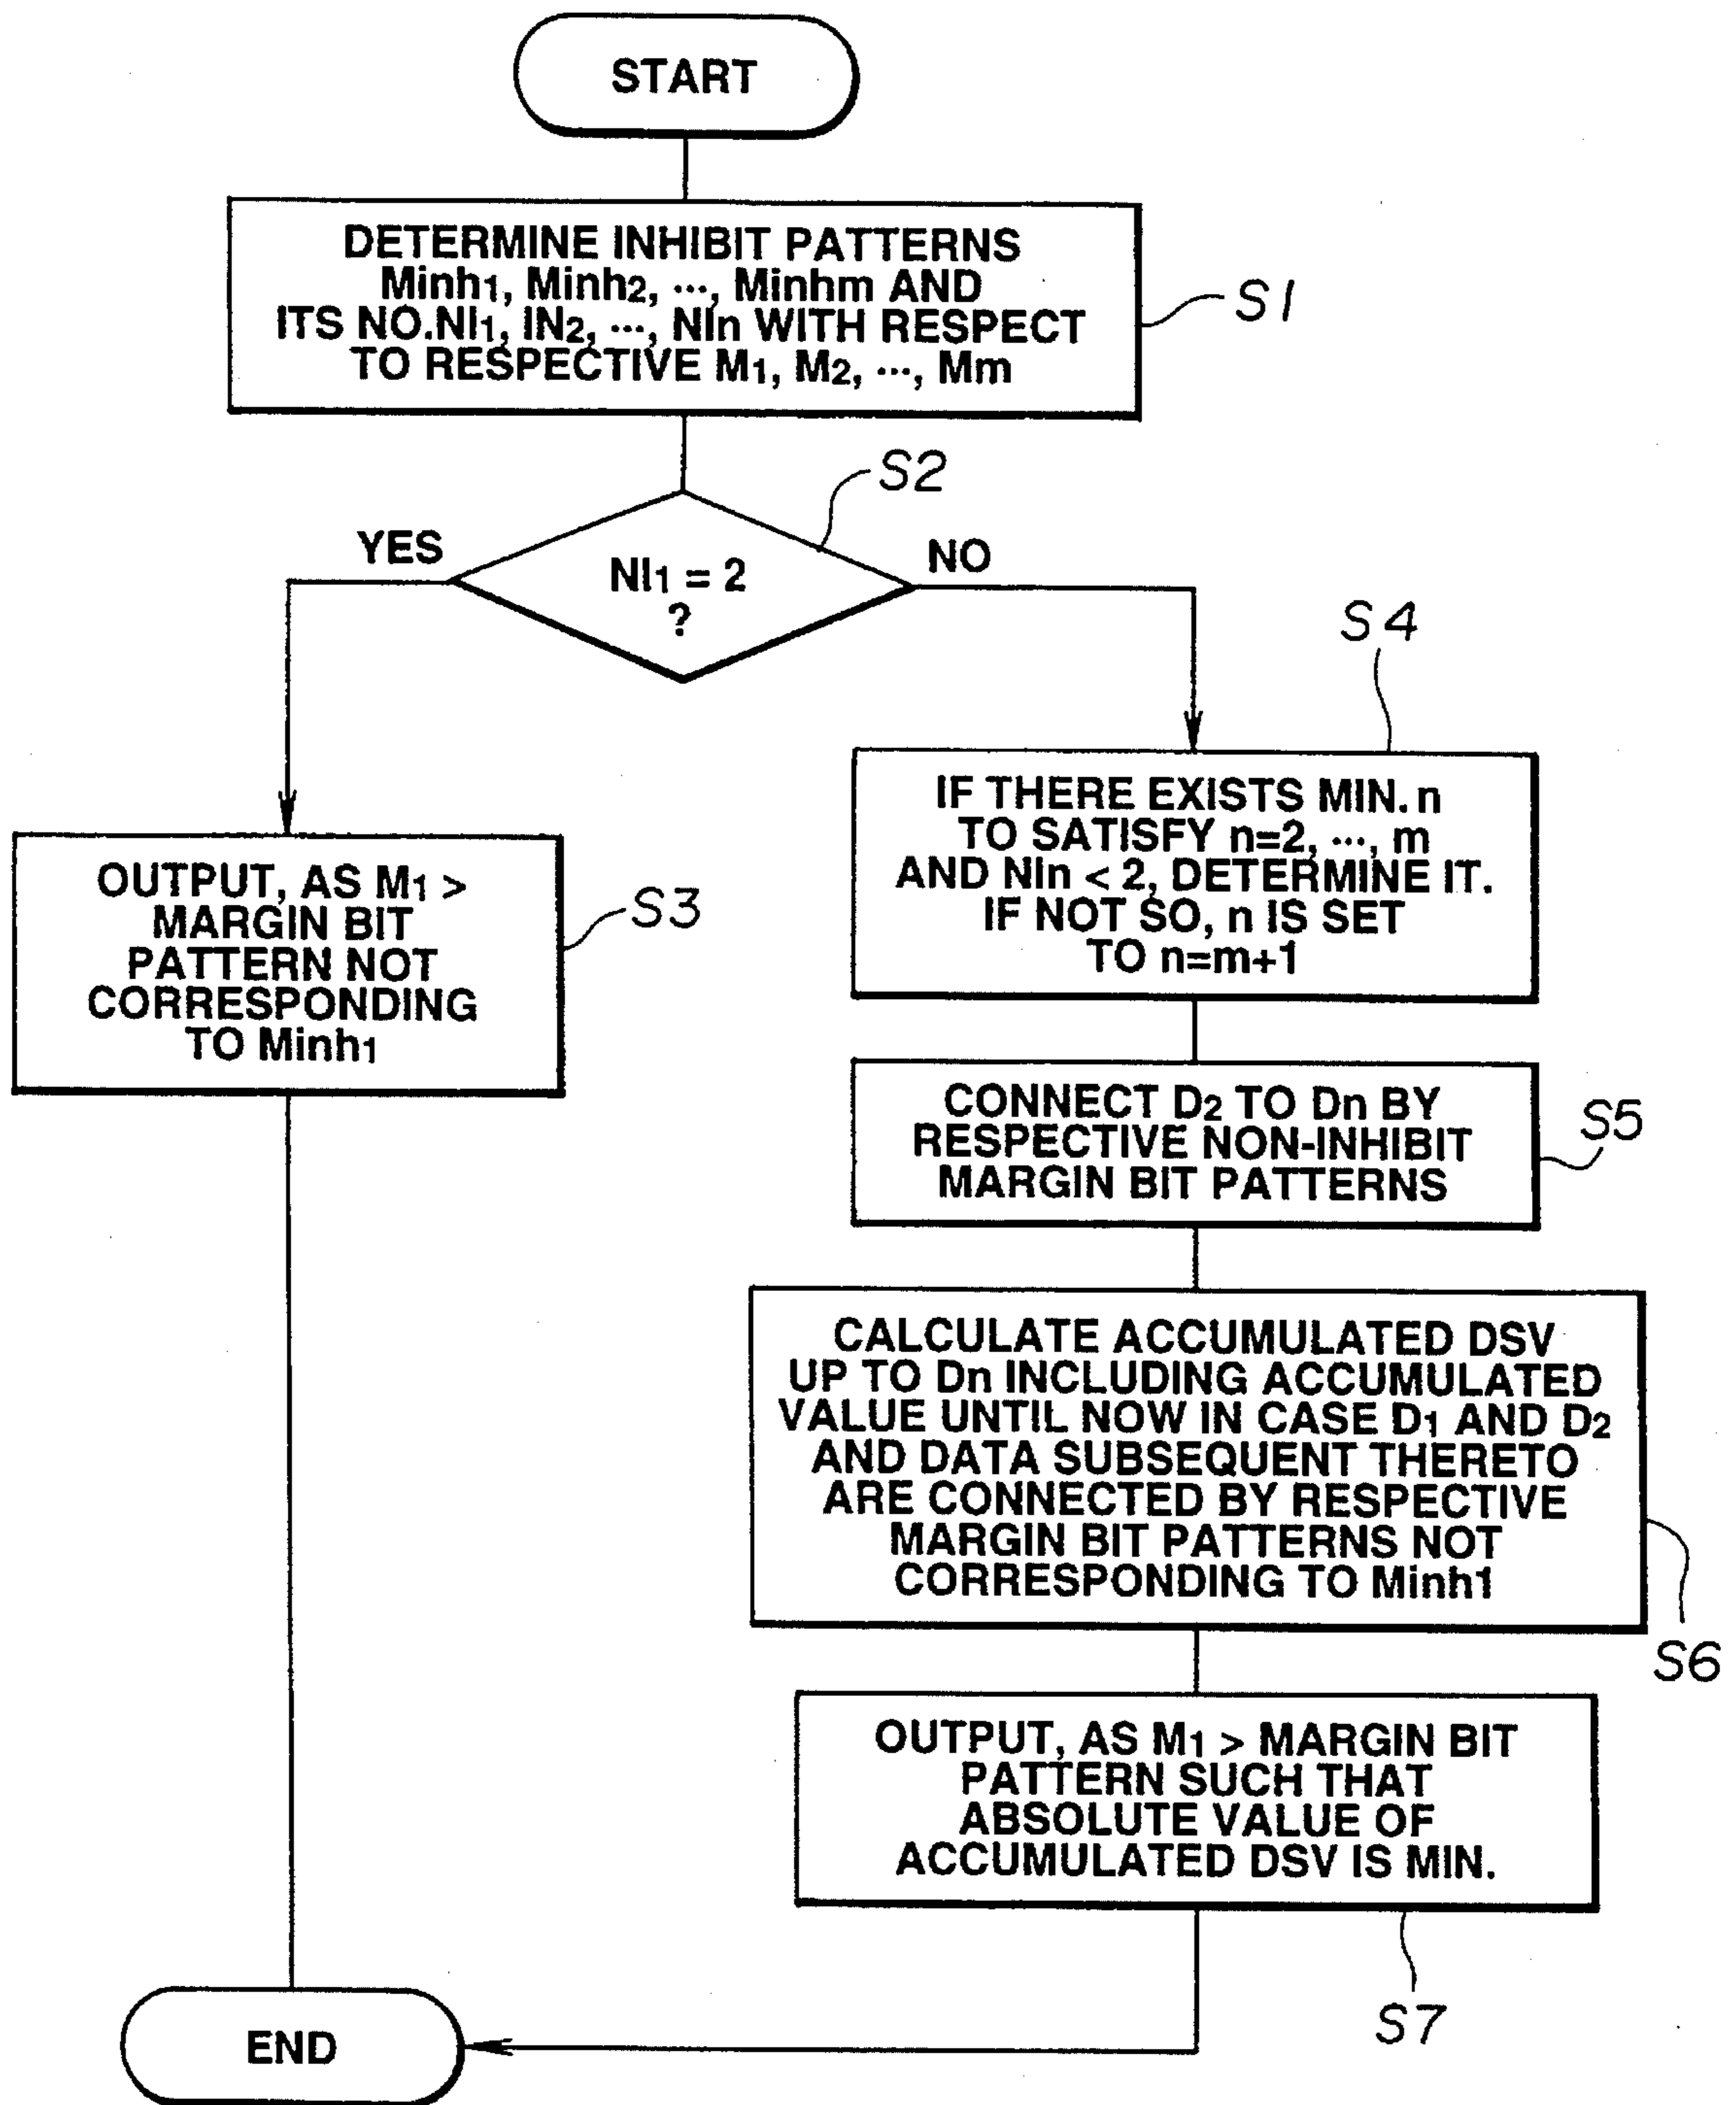 START
DETERMINE INHIBIT PATTERNS
Minh1, Minh2, ···, Minhm AND
ITS NO.NI1, IN2, ···, NIn WITH RESPECT
TO RESPECTIVE M1, M2, ···, Mm
S1
S2
YES
NO
NI1 = 2
?
S4
OUTPUT, AS M1 >
MARGIN BIT
PATTERN NOT
CORRESPONDING
TO Minh1
S3
IF THERE EXISTS MIN. n
TO SATISFY n=2, ···, m
AND NIn < 2, DETERMINE IT.
IF NOT SO, n IS SET
TO n=m+1
CONNECT D2 TO Dn BY
RESPECTIVE NON-INHIBIT
MARGIN BIT PATTERNS
S5
CALCULATE ACCUMULATED DSV
UP TO Dn INCLUDING ACCUMULATED
VALUE UNTIL NOW IN CASE D1 AND D2
AND DATA SUBSEQUENT THERETO
ARE CONNECTED BY RESPECTIVE
MARGIN BIT PATTERNS NOT
CORRESPONDING TO Minh1
S6
OUTPUT, AS M1 > MARGIN BIT
PATTERN SUCH THAT
ABSOLUTE VALUE OF
ACCUMULATED DSV IS MIN.
S7
END